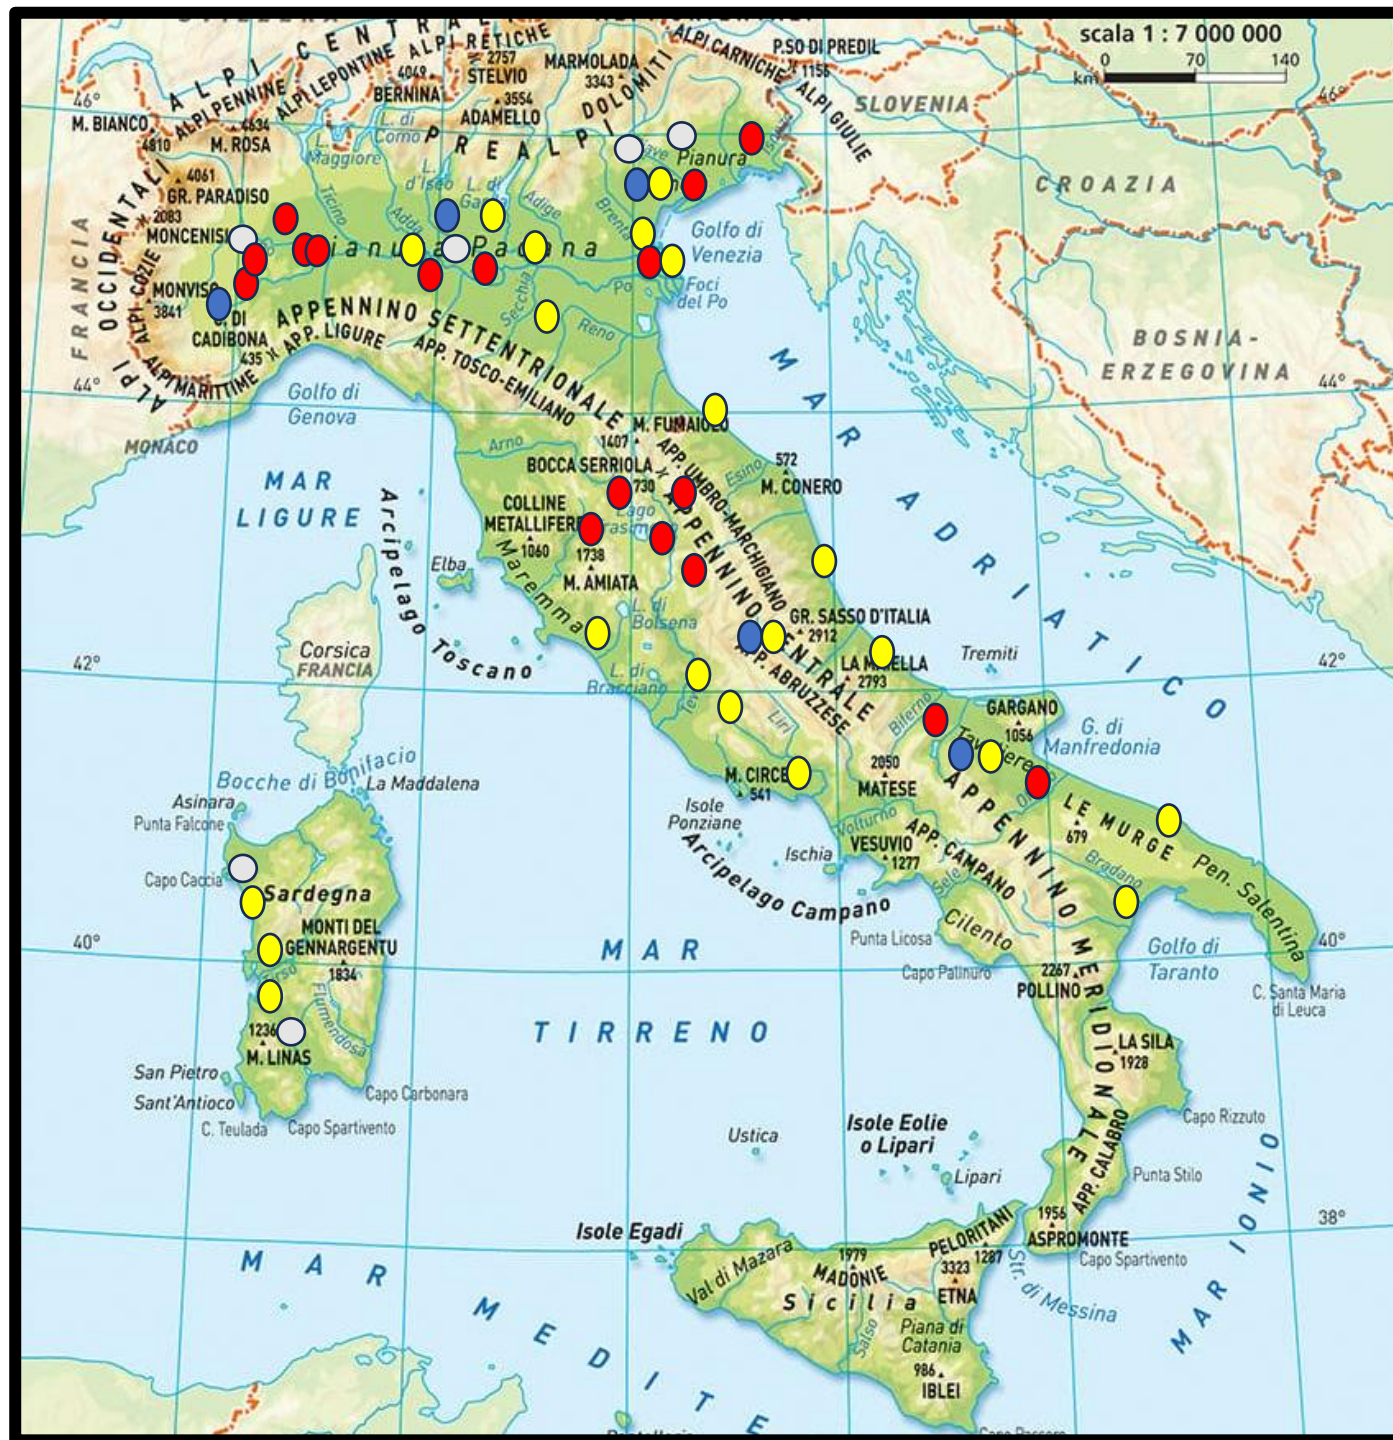 scala 1 : 7 000 000
km 0 70 140
ALPI CENTRAL
ALPI PENNINE
ALPI LEPONTINE
ALPI RETICHE
2757
STELVIO
4049
BERNINA
3554
ADAMELLO
MARMOLADA
3343
DOLOMITI
ALPI CARNICHE
P.SO DI PREDIL
1156
ALPI GIULIE
SLOVENIA
CROAZIA
BOSNIA-
ERZEGOVINA
46°
46°
M. BIANCO
4810
4634
M. ROSA
4061
GR. PARADISO
2083
MONCENISI
MONVISO
3841
FRANCIA
ALPI OCCIDENTALI
ALPI COZIE
ALPI MARITTIME
C. DI
CADIBONA
435
PREALPI
L. Maggiore
L. di
Como
L.
d'Iseo
L. di
Garda
Ticino
Adda
Adige
Brenta
Pianura
ianura Padana
Golfo di
Venezia
Po
Foci
del Po
Secchia
Reno
APPENNINO SETTENTRIONALE
APP. LIGURE
APP. TOSCO-EMILIANO
44°
44°
MONACO
Golfo di
Genova
MAR
LIGURE
Arno
M. FUMAIOLO
1407
BOCCA SERRIOLA
730
APP. UMBRO-MARCHIGIANO
Esino
572
M. CONERO
COLLINE
METALLIFERE
1060
Lago
1738
M. AMIATA
Maremma
Elba
Arcipelago Toscano
MAR ADRIATICO
L. di
Bolsena
L. di
Bracciano
GR. SASSO D'ITALIA
2912
APPENNINO CENTRALE
APP. ABRUZZESE
LA MAIELLA
2793
Tremiti
42°
42°
Corsica
FRANCIA
Bocche di Bonifacio
La Maddalena
Asinara
Punta Falcone
Capo Caccia
Sardegna
MONTI DEL
GENNARGENTU
1834
Flumendosa
1236
M. LINAS
San Pietro
Sant'Antioco
C. Teulada
Capo Spartivento
Capo Carbonara
Liri
M. CIRCE
541
Isole
Ponziane
Biferno
GARGANO
1056
G. di
Manfredonia
2050
MATESE
Volturno
VESUVIO
1277
Ischia
Arcipelago Campano
APP. CAMPANO
Sele
Cilento
Punta Licosa
Capo Palinuro
APPENNINO MERIDIONALE
LE MURGE
679
Bradano
Pen. Salentina
Golfo di
Taranto
C. Santa Maria
di Leuca
40°
40°
2267
POLLINO
LA SILA
1928
Capo Rizzuto
Punta Stilo
APP. CALABRO
1956
ASPROMONTE
Capo Spartivento
MAR
TIRRENO
MAR IONIO
Ustica
Isole Eolie
o Lipari
Lipari
Isole Egadi
Val di Mazara
1979
MADONIE
PELORITANI
1287
3323
ETNA
Str. di Messina
Sicilia
Salso
Piana di
Catania
986
IBLEI
38°
MAR MEDITE